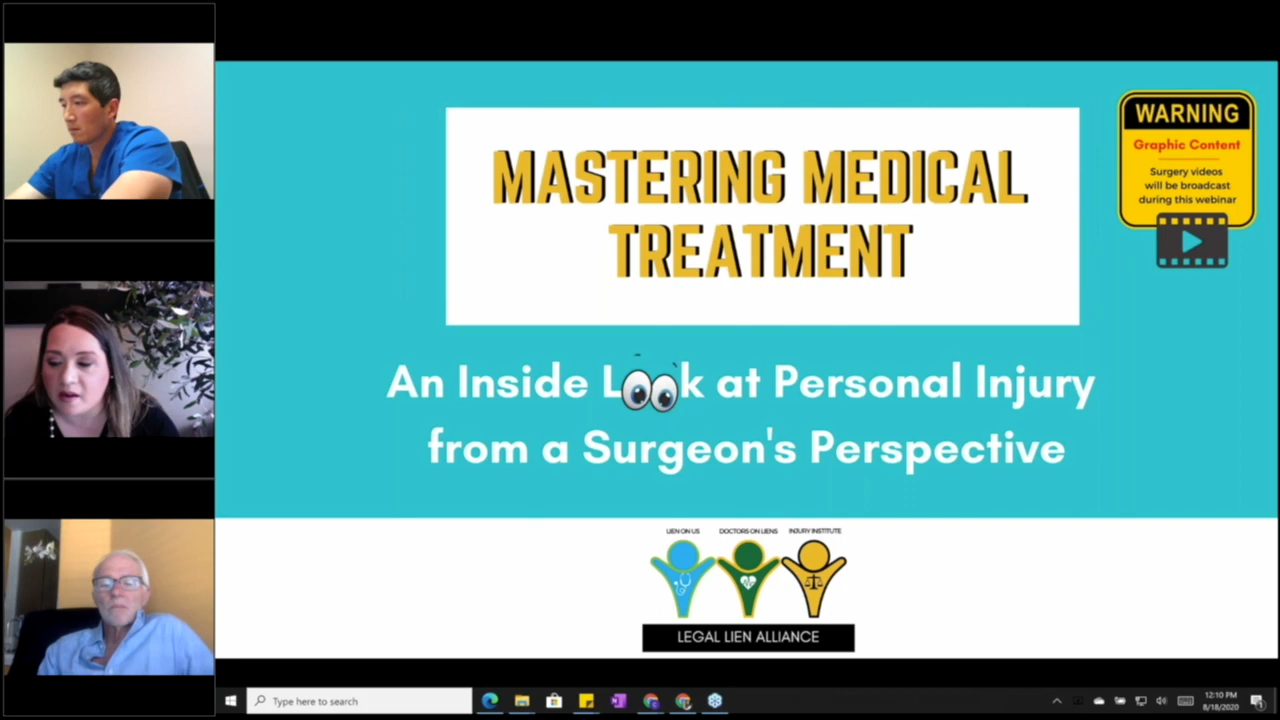 MASTERING MEDICAL
TREATMENT
WARNING
Graphic Content
Surgery videos
will be broadcast
during this webinar
An Inside Look at Personal Injury
from a Surgeon's Perspective
LIEN ON US
DOCTORS ON LIENS
INJURY INSTITUTE
LEGAL LIEN ALLIANCE
Type here to search
12:10 PM
8/18/2020
1